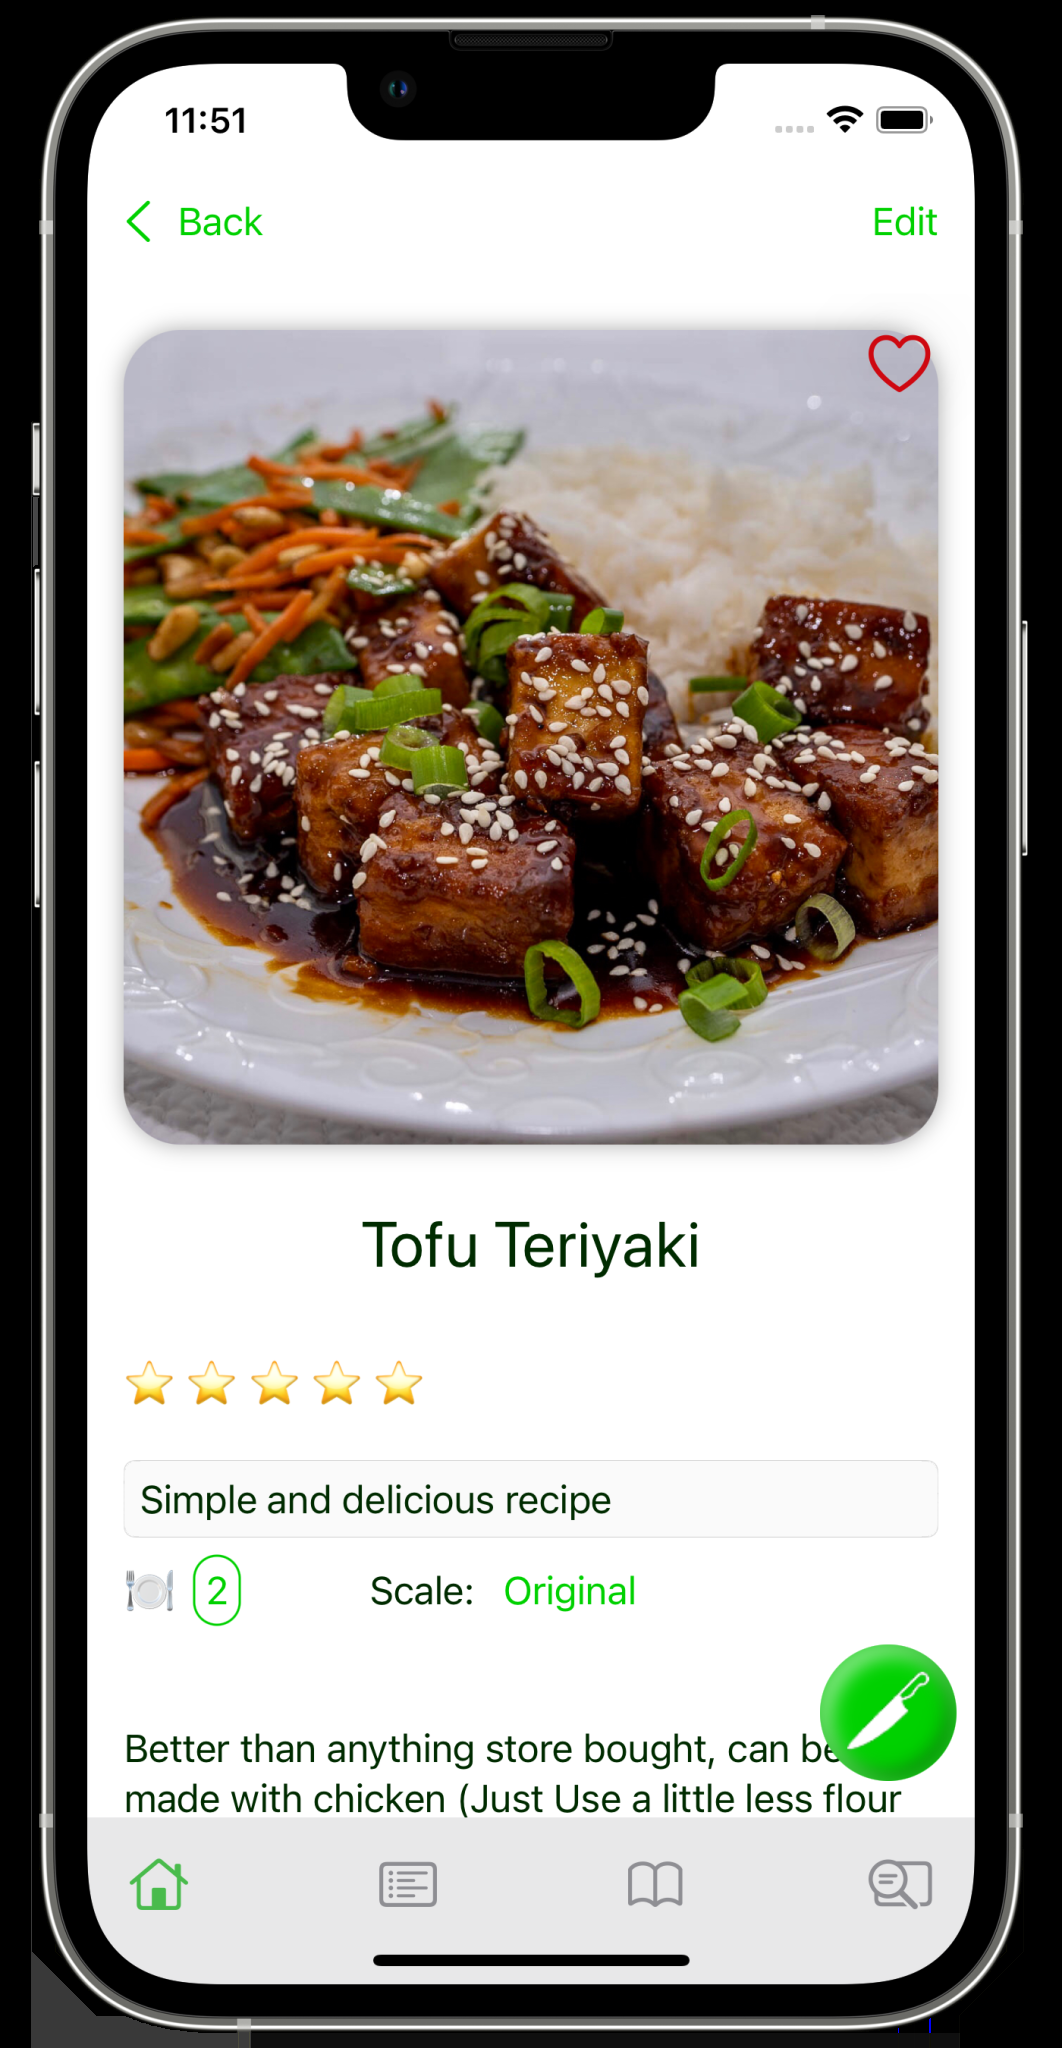 11:51
Back
Edit
Tofu Teriyaki
Simple and delicious recipe
2 Scale: Original
Better than anything store bought, can be
made with chicken (Just Use a little less flour